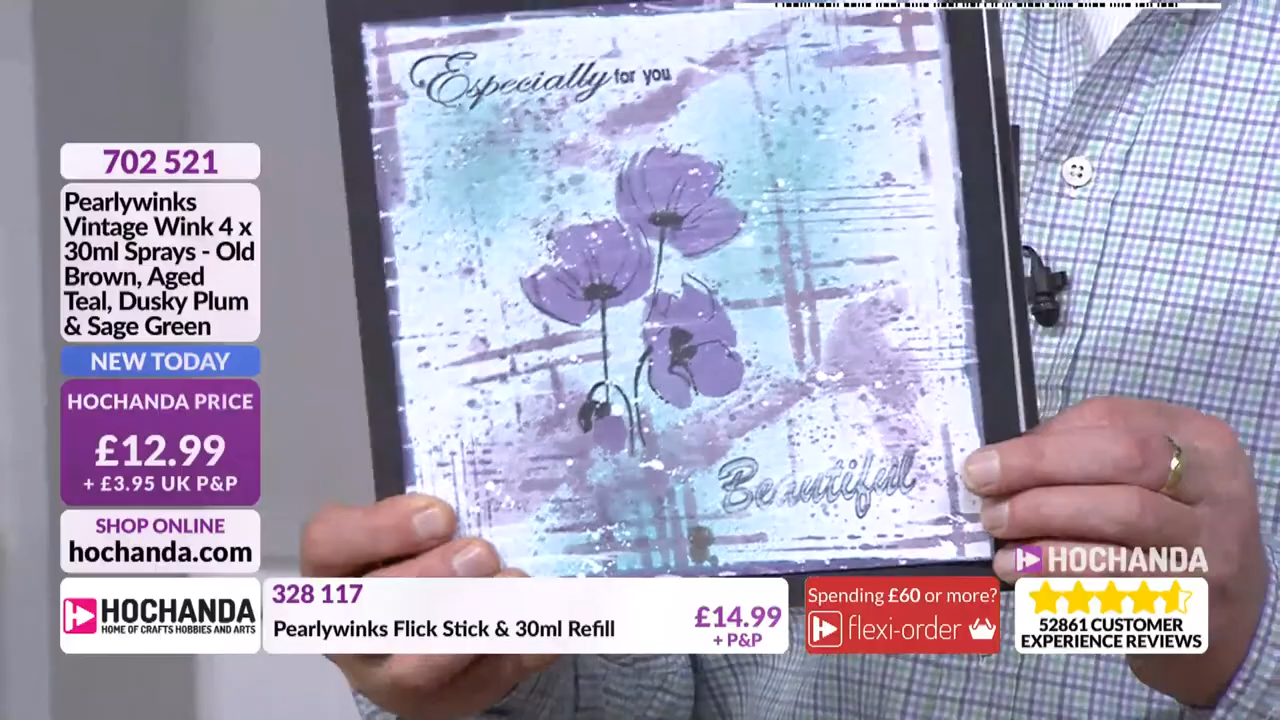 Especially for you
Beautiful
702 521
Pearlywinks
Vintage Wink 4 x
30ml Sprays - Old
Brown, Aged
Teal, Dusky Plum
& Sage Green
NEW TODAY
HOCHANDA PRICE
£12.99
+ £3.95 UK P&P
SHOP ONLINE
hochanda.com
HOCHANDA
HOME OF CRAFTS HOBBIES AND ARTS
328 117
Pearlywinks Flick Stick & 30ml Refill
£14.99
+ P&P
Spending £60 or more?
flexi-order
HOCHANDA
52861 CUSTOMER
EXPERIENCE REVIEWS